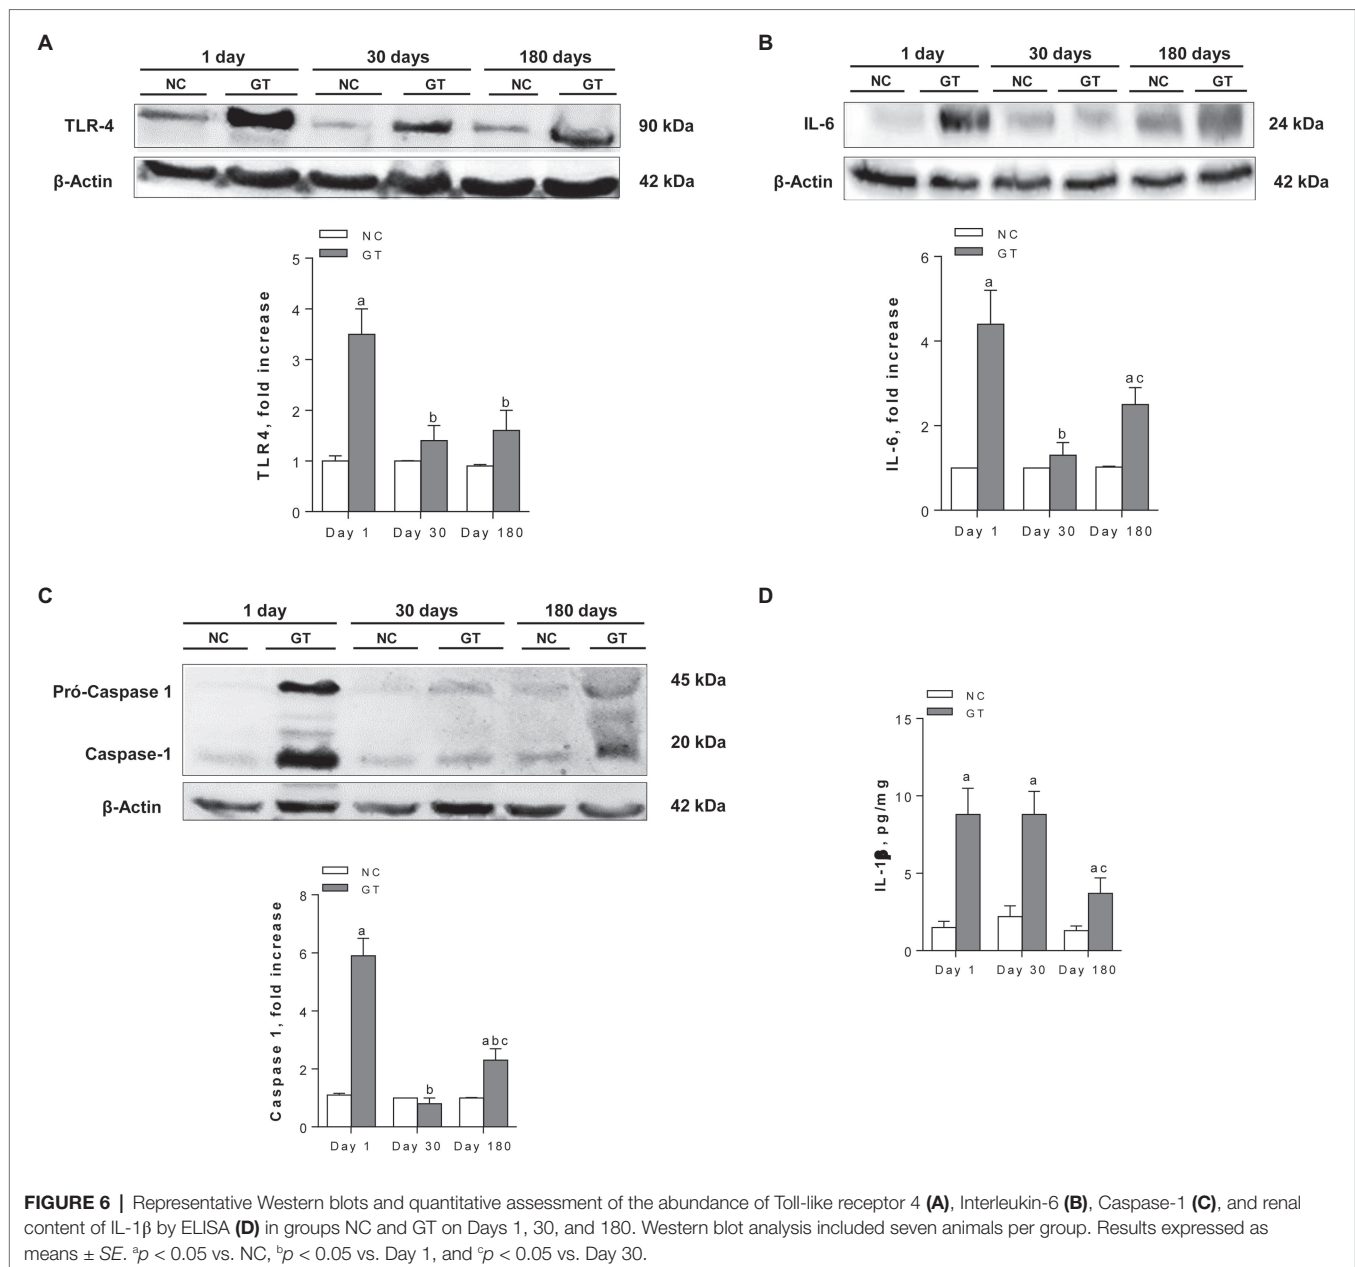 A
1 day 30 days 180 days
NC GT NC GT NC GT
TLR-4 90 kDa
β-Actin 42 kDa
NC
GT
5
4
3
2
1
0
TLR4, fold increase
a
b
b
Day 1 Day 30 Day 180
B
1 day 30 days 180 days
NC GT NC GT NC GT
IL-6 24 kDa
β-Actin 42 kDa
NC
GT
6
4
2
0
IL-6, fold increase
a
b
ac
Day 1 Day 30 Day 180
C
1 day 30 days 180 days
NC GT NC GT NC GT
Pró-Caspase 1 45 kDa
20 kDa
Caspase-1
β-Actin 42 kDa
NC
GT
8
6
4
2
0
Caspase 1, fold increase
a
b
abc
Day 1 Day 30 Day 180
D
NC
GT
15
10
5
0
IL-1β, pg/mg
a
a
ac
Day 1 Day 30 Day 180
FIGURE 6 | Representative Western blots and quantitative assessment of the abundance of Toll-like receptor 4 (A), Interleukin-6 (B), Caspase-1 (C), and renal
content of IL-1β by ELISA (D) in groups NC and GT on Days 1, 30, and 180. Western blot analysis included seven animals per group. Results expressed as
means ± SE. ᵃp < 0.05 vs. NC, ᵇp < 0.05 vs. Day 1, and ᶜp < 0.05 vs. Day 30.